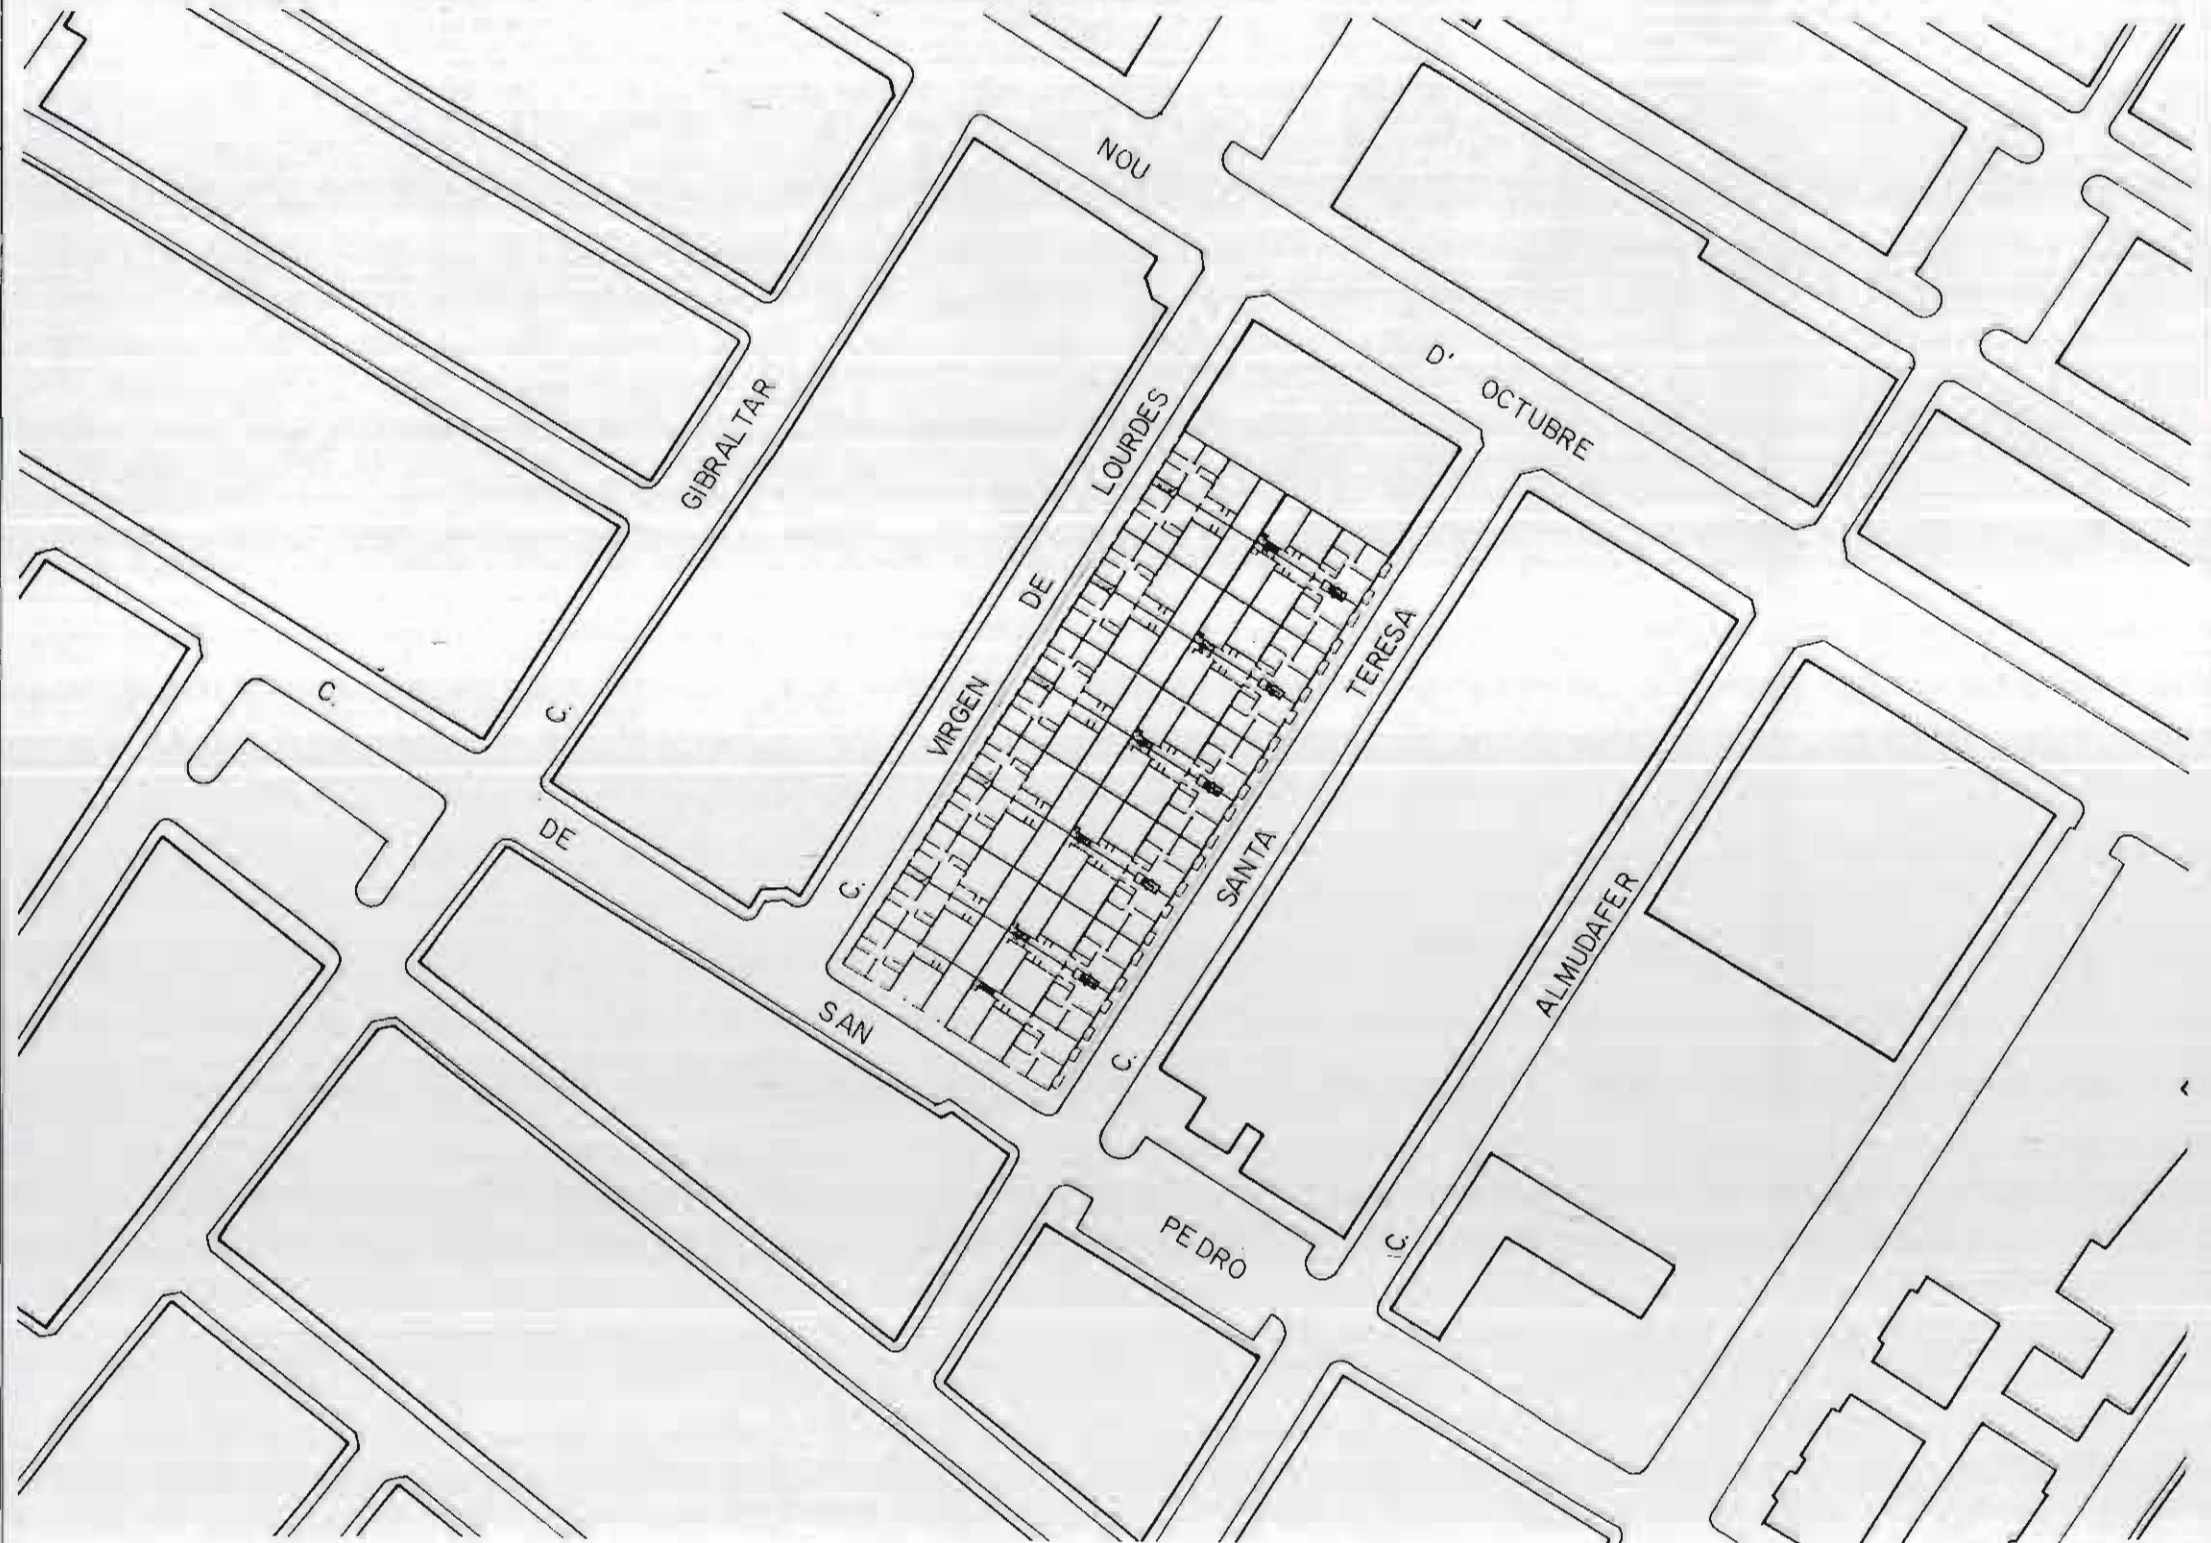 NOU D' OCTUBRE
C. GIBRALTAR
C. VIRGEN DE LOURDES
C. SANTA TERESA
C. ALMUDAFER
C. DE SAN PEDRO